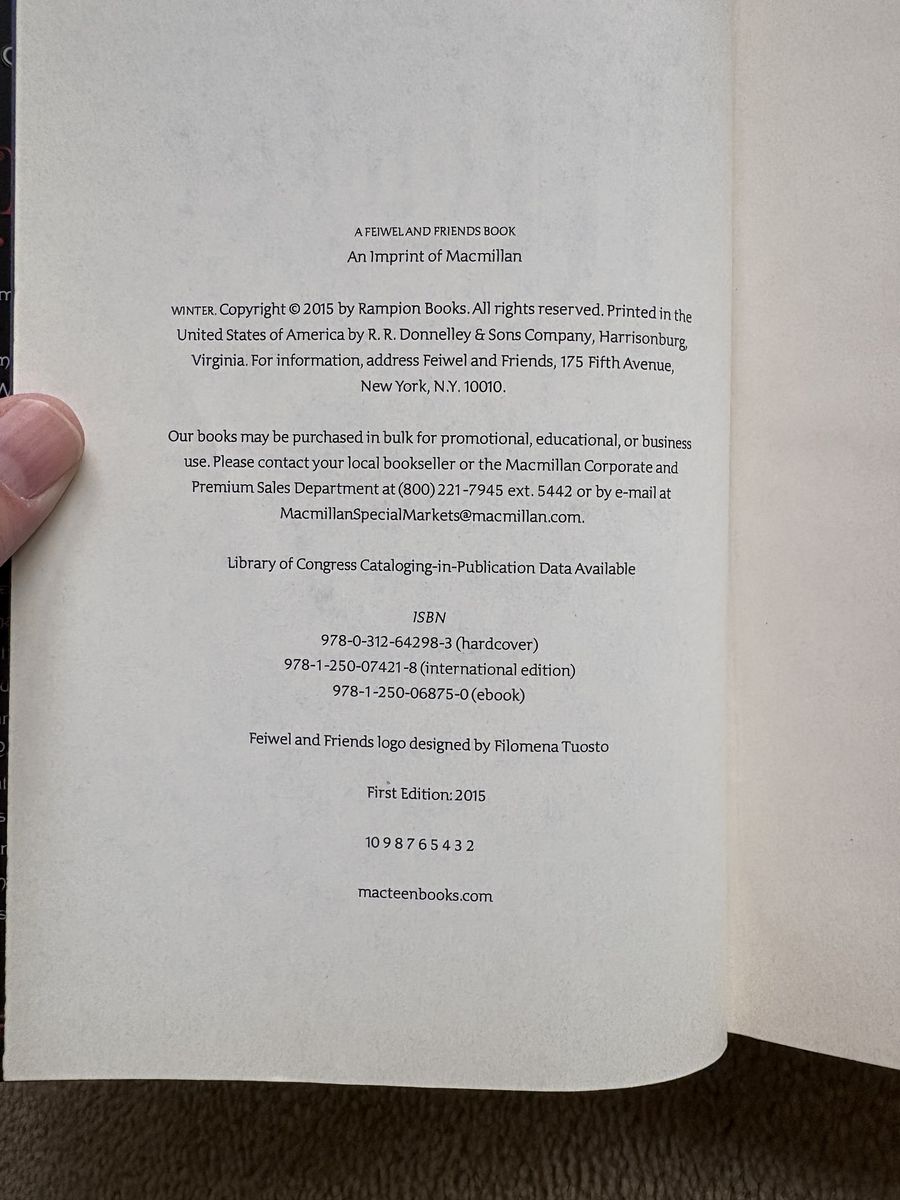 A FEIWEL AND FRIENDS BOOK
An Imprint of Macmillan
WINTER. Copyright © 2015 by Rampion Books. All rights reserved. Printed in the
United States of America by R. R. Donnelley & Sons Company, Harrisonburg,
Virginia. For information, address Feiwel and Friends, 175 Fifth Avenue,
New York, N.Y. 10010.
Our books may be purchased in bulk for promotional, educational, or business
use. Please contact your local bookseller or the Macmillan Corporate and
Premium Sales Department at (800) 221-7945 ext. 5442 or by e-mail at
MacmillanSpecialMarkets@macmillan.com.
Library of Congress Cataloging-in-Publication Data Available
ISBN
978-0-312-64298-3 (hardcover)
978-1-250-07421-8 (international edition)
978-1-250-06875-0 (ebook)
Feiwel and Friends logo designed by Filomena Tuosto
First Edition: 2015
10 9 8 7 6 5 4 3 2
macteenbooks.com